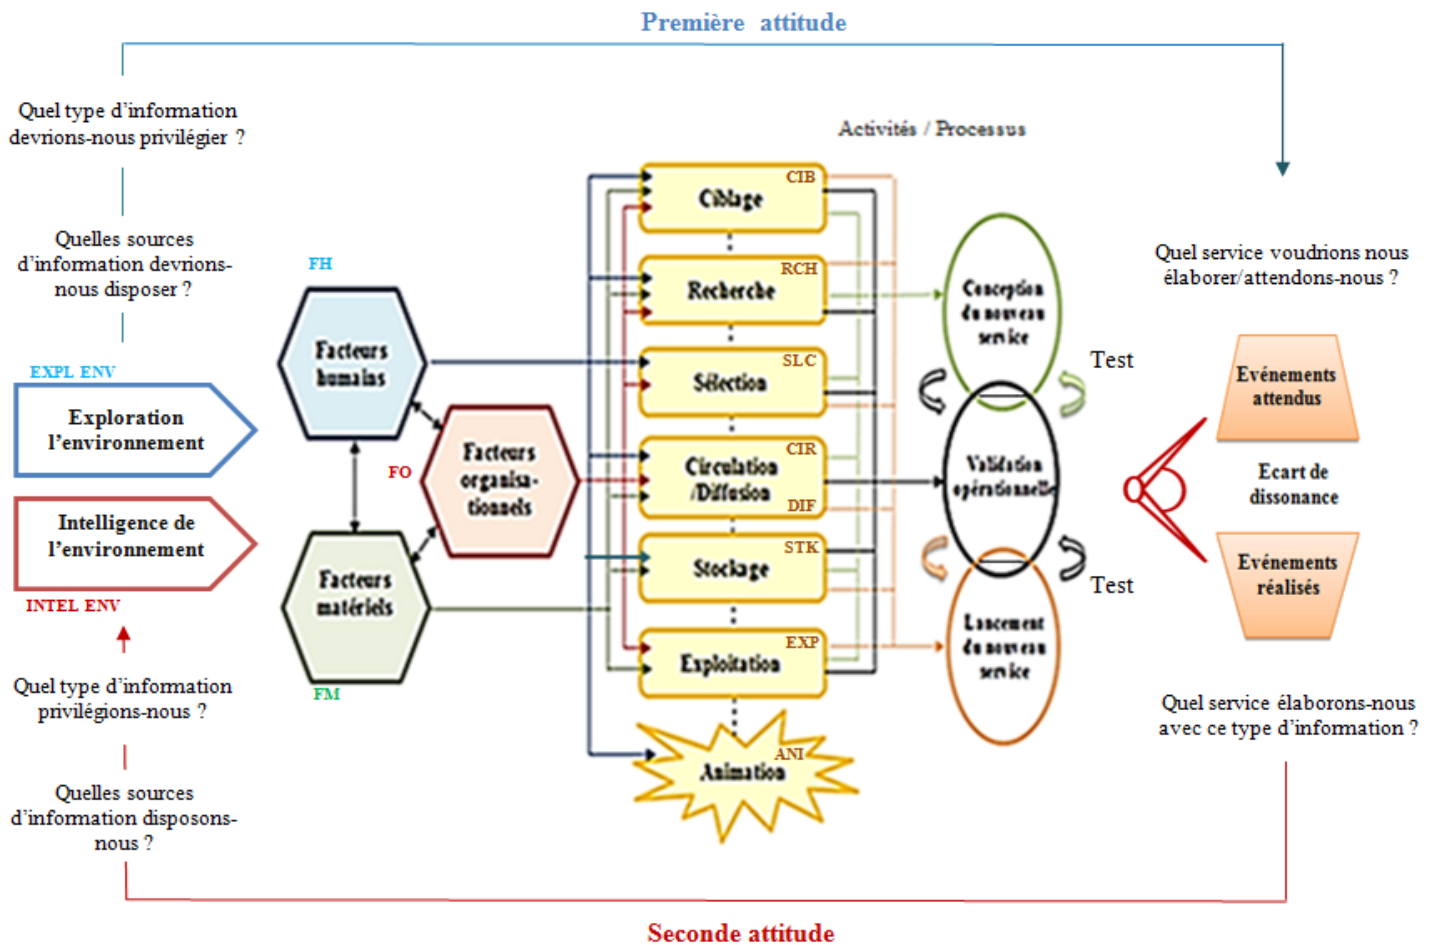 Première attitude
Quel type d’information
devrions-nous privilégier ?
Activités / Processus
Quelles sources
d’information devrions-
nous disposer ?
EXPL ENV
Exploration
l’environnement
Intelligence de
l’environnement
INTEL ENV
Quel type d’information
privilégions-nous ?
Quelles sources
d’information disposons-
nous ?
FH
Facteurs
humains
FO
Facteurs
organisa-
tionnels
Facteurs
matériels
FM
CIB
Ciblage
RCH
Recherche
SLC
Sélection
CIR
Circulation
/Diffusion
DIF
STK
Stockage
EXP
Exploitation
ANI
Animation
Conception
du nouveau
service
Test
Validation
opérationnelle
Test
Lancement
du nouveau
service
Quel service voudrions nous
élaborer/attendons-nous ?
Evénements
attendus
Ecart de
dissonance
Evénements
réalisés
Quel service élaborons-nous
avec ce type d’information ?
Seconde attitude